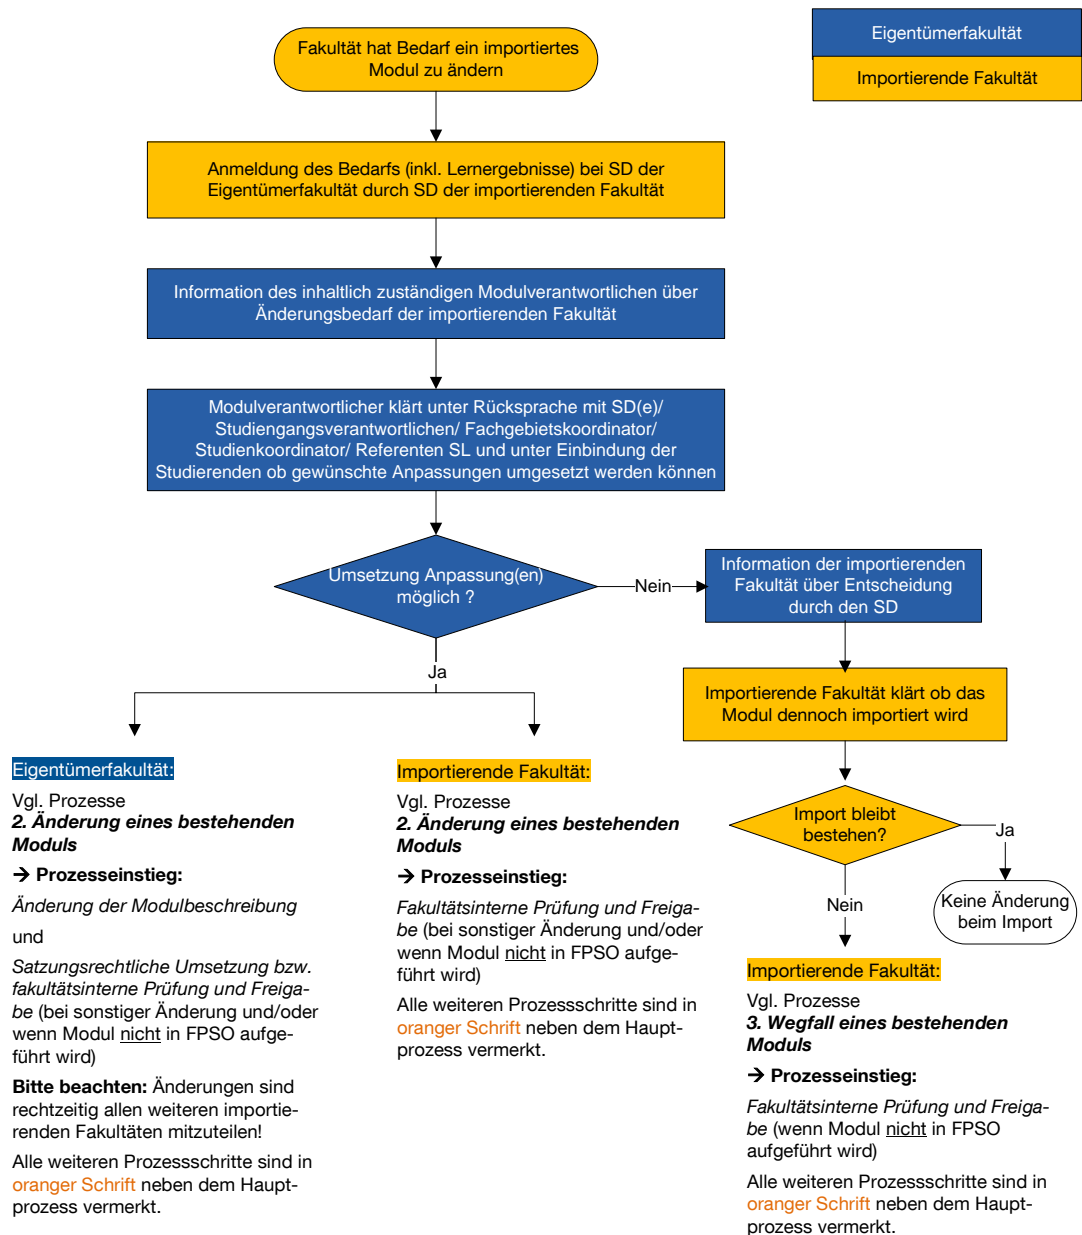 Fakultät hat Bedarf ein importiertes
Modul zu ändern
Eigentümerfakultät
Importierende Fakultät
Anmeldung des Bedarfs (inkl. Lernergebnisse) bei SD der
Eigentümerfakultät durch SD der importierenden Fakultät
Information des inhaltlich zuständigen Modulverantwortlichen über
Änderungsbedarf der importierenden Fakultät
Modulverantwortlicher klärt unter Rücksprache mit SD(e)/
Studiengangsverantwortlichen/ Fachgebietskoordinator/
Studienkoordinator/ Referenten SL und unter Einbindung der
Studierenden ob gewünschte Anpassungen umgesetzt werden können
Umsetzung Anpassung(en)
möglich ?
Nein
Information der importierenden
Fakultät über Entscheidung
durch den SD
Ja
Importierende Fakultät klärt ob das
Modul dennoch importiert wird
Import bleibt
bestehen?
Ja
Keine Änderung
beim Import
Nein
Eigentümerfakultät:
Vgl. Prozesse
2. Änderung eines bestehenden
Moduls
→ Prozesseinstieg:
Änderung der Modulbeschreibung
und
Satzungsrechtliche Umsetzung bzw.
fakultätsinterne Prüfung und Freiga-
be (bei sonstiger Änderung und/oder
wenn Modul nicht in FPSO aufge-
führt wird)
Bitte beachten: Änderungen sind
rechtzeitig allen weiteren importie-
renden Fakultäten mitzuteilen!
Alle weiteren Prozessschritte sind in
oranger Schrift neben dem Haupt-
prozess vermerkt.
Importierende Fakultät:
Vgl. Prozesse
2. Änderung eines bestehenden
Moduls
→ Prozesseinstieg:
Fakultätsinterne Prüfung und Freiga-
be (bei sonstiger Änderung und/oder
wenn Modul nicht in FPSO aufge-
führt wird)
Alle weiteren Prozessschritte sind in
oranger Schrift neben dem Haupt-
prozess vermerkt.
Importierende Fakultät:
Vgl. Prozesse
3. Wegfall eines bestehenden
Moduls
→ Prozesseinstieg:
Fakultätsinterne Prüfung und Freiga-
be (wenn Modul nicht in FPSO
aufgeführt wird)
Alle weiteren Prozessschritte sind in
oranger Schrift neben dem Haupt-
prozess vermerkt.